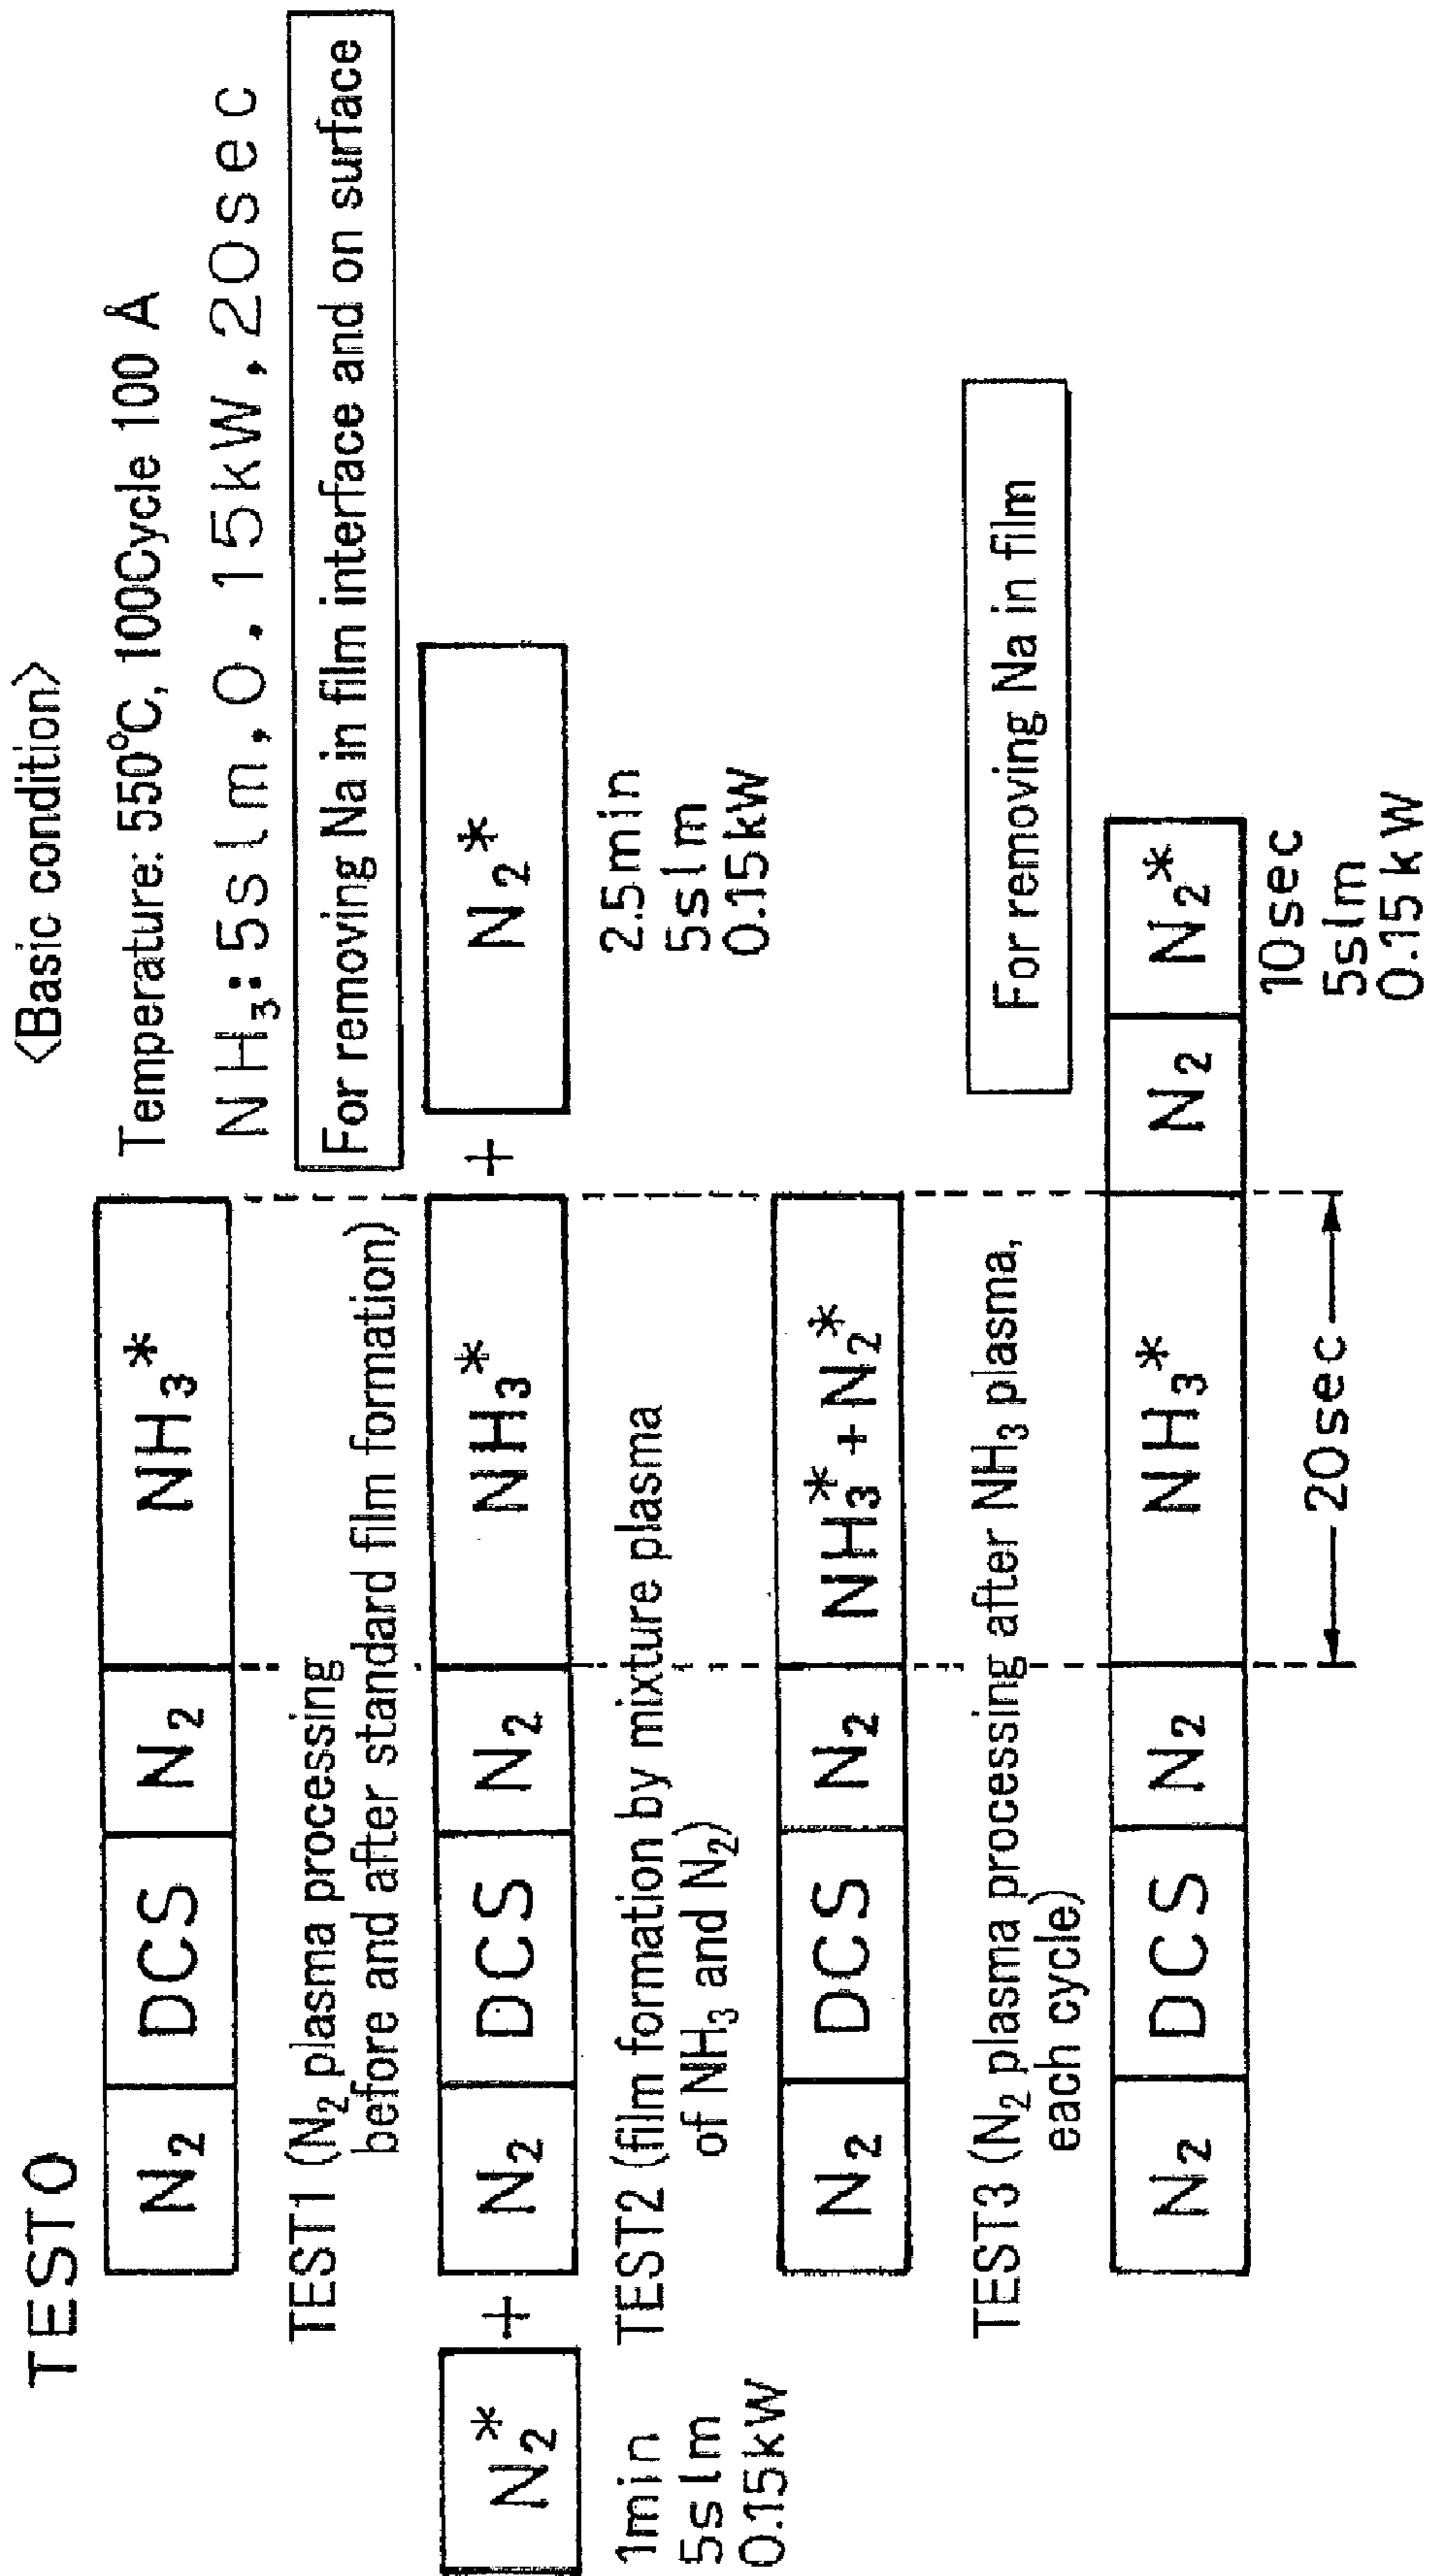 <Basic condition>
Temperature: 550°C, 100Cycle 100 Å
NH₃:5slm,0.15kW,20sec
TEST0
N₂ DCS N₂ NH₃*
TEST1 (N₂ plasma processing
before and after standard film formation)
For removing Na in film interface and on surface
N₂* + N₂ DCS N₂ NH₃* + N₂*
1min
5slm
0.15kW
2.5min
5slm
0.15kW
TEST2 (film formation by mixture plasma
of NH₃ and N₂)
N₂ DCS N₂ NH₃*+N₂*
TEST3 (N₂ plasma processing after NH₃ plasma,
each cycle)
For removing Na in film
N₂ DCS N₂ NH₃* N₂ N₂*
20sec
10sec
5slm
0.15kW